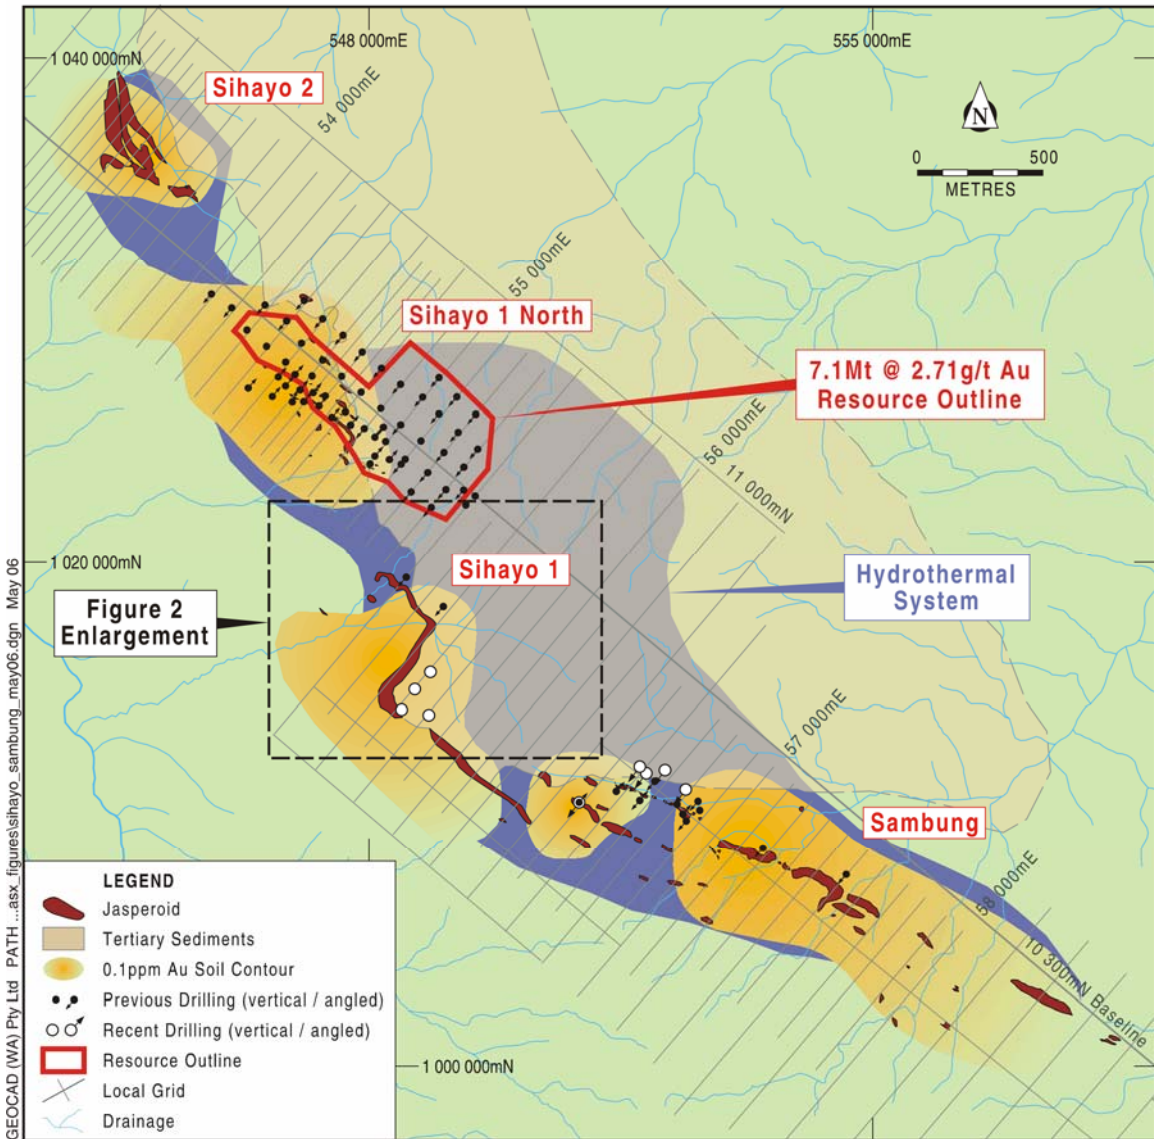 548 000mE
555 000mE
1 040 000mN
Sihayo 2
54 000mE
N
0 500
METRES
55 000mE
Sihayo 1 North
7.1Mt @ 2.71g/t Au
Resource Outline
56 000mE
11 000mN
1 020 000mN
Sihayo 1
Hydrothermal
System
Figure 2
Enlargement
57 000mE
Sambung
58 000mE
10 300mN Baseline
1 000 000mN
LEGEND
Jasperoid
Tertiary Sediments
0.1ppm Au Soil Contour
Previous Drilling (vertical / angled)
Recent Drilling (vertical / angled)
Resource Outline
Local Grid
Drainage
GEOCAD (WA) Pty Ltd PATH ...asx_figures\sihayo_sambung_may06.dgn May 06